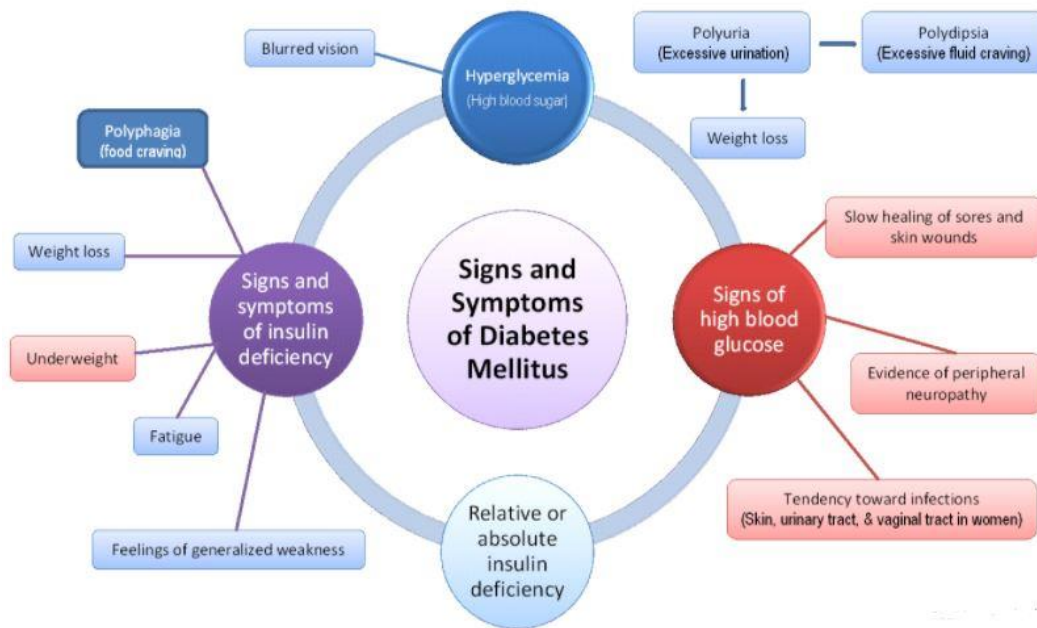 Blurred vision
Hyperglycemia
(High blood sugar)
Polyuria
(Excessive urination)
Polydipsia
(Excessive fluid craving)
Weight loss
Polyphagia
(food craving)
Weight loss
Underweight
Fatigue
Feelings of generalized weakness
Signs and
symptoms
of insulin
deficiency
Signs and
Symptoms
of Diabetes
Mellitus
Signs of
high blood
glucose
Slow healing of sores and
skin wounds
Evidence of peripheral
neuropathy
Tendency toward infections
(Skin, urinary tract, & vaginal tract in women)
Relative or
absolute
insulin
deficiency